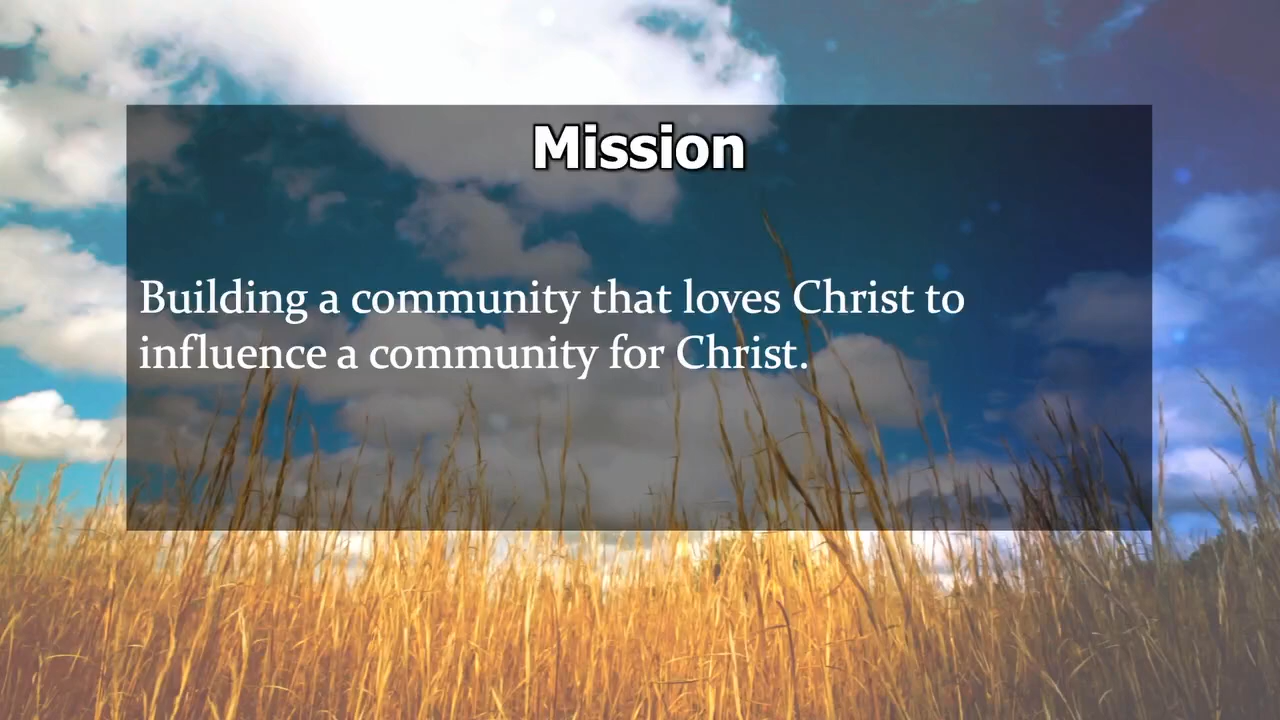 Mission
Building a community that loves Christ to
influence a community for Christ.